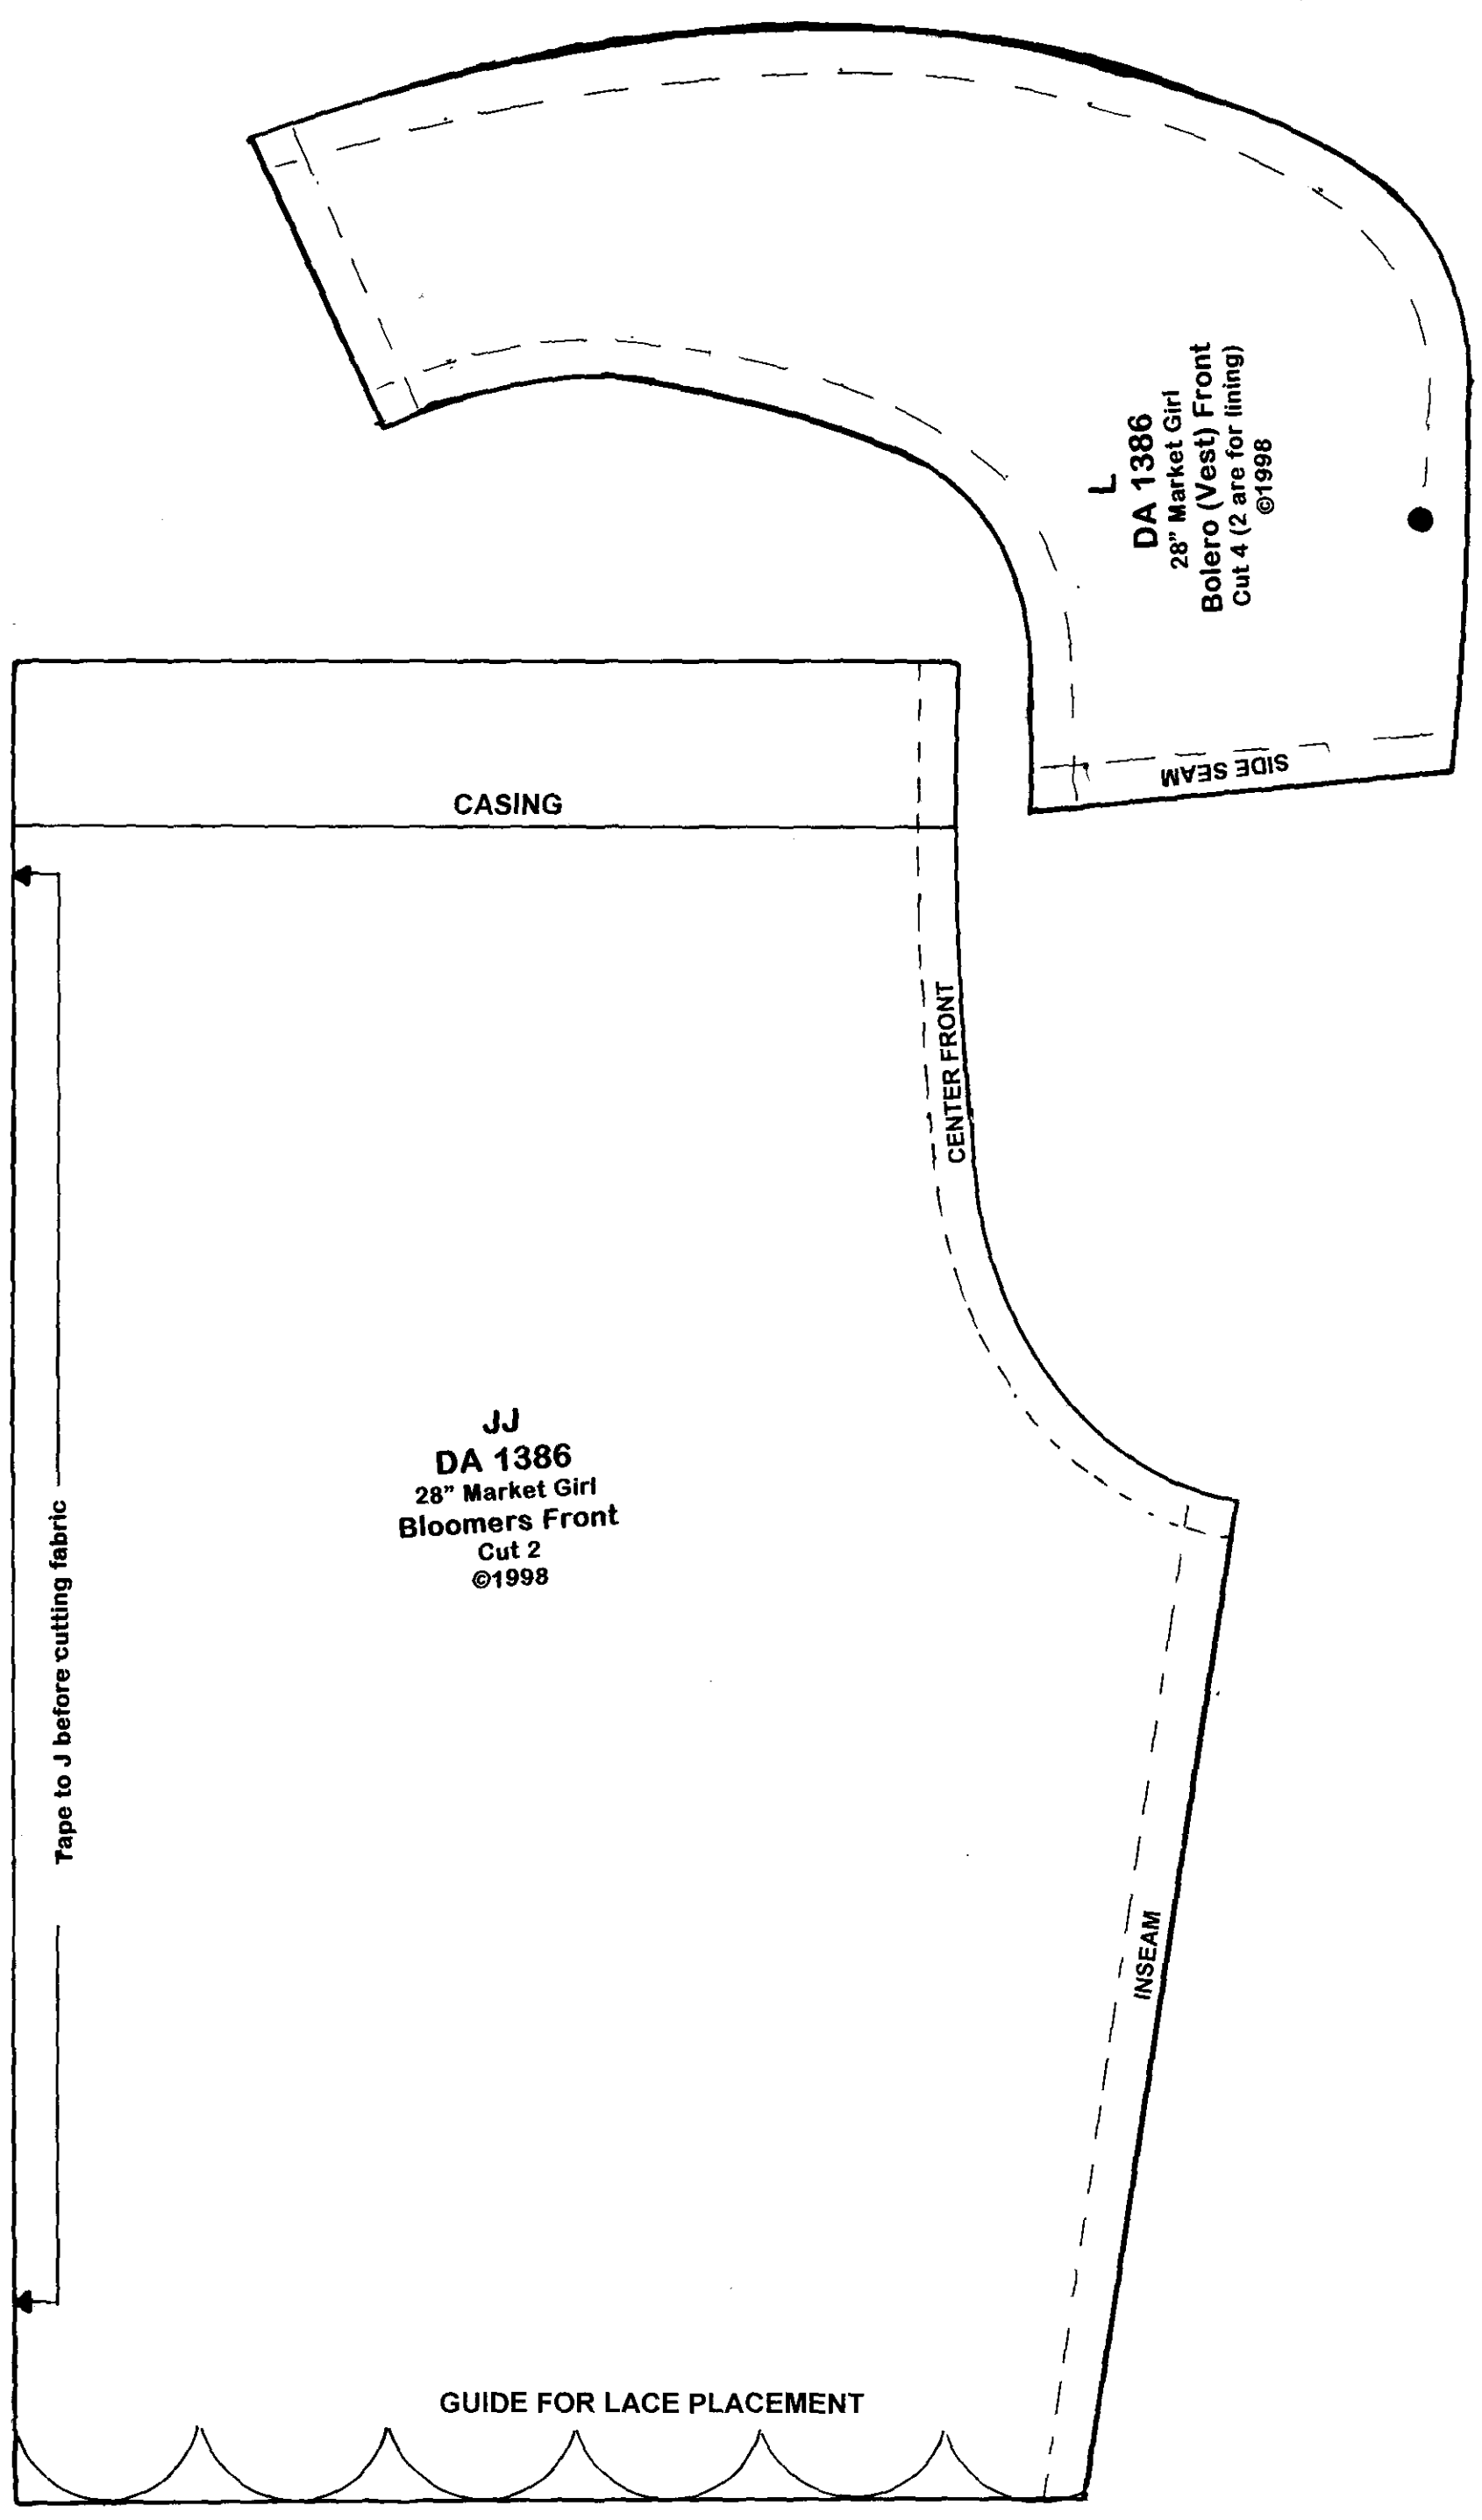 L
DA 1386
28” Market Girl
Bolero (Vest) Front
Cut 4 (2 are for lining)
©1998
SIDE SEAM
CASING
CENTER FRONT
JJ
DA 1386
28” Market Girl
Bloomers Front
Cut 2
©1998
Tape to J before cutting fabric
INSEAM
GUIDE FOR LACE PLACEMENT